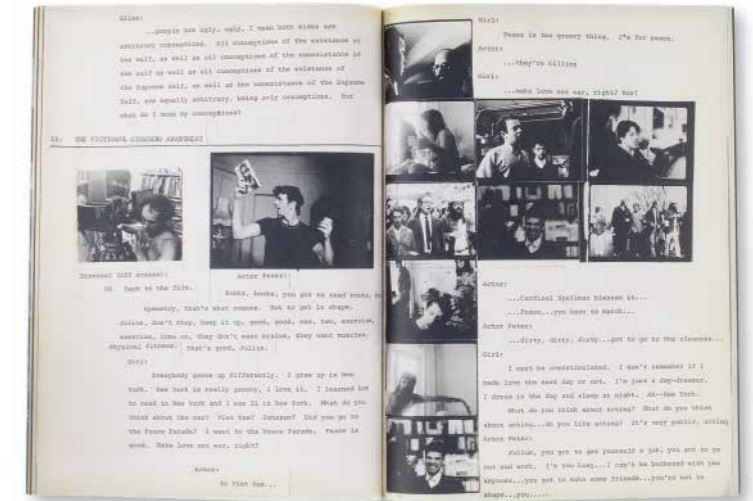 Allen:
...people are ugly, ugly, I mean both sides are
arbitrary conceptions. All conceptions of the existence of
the self, as well as all conceptions of the nonexistence of
the self as well as all conceptions of the existence of
the Supreme Self, as well as the nonexistence of the Supreme
Self, are equally arbitrary, being only conceptions. But
what do I mean by conceptions?
11. THE FICTIONAL ORLOVSKY APARTMENT
Director (off screen):
OK. Back to the film.
Actor Peter:
Books, books, you got to read books,
symmetry, that's what counts. Got to get in shape.
Julius, don't stop, keep it up, good, good, and, two, exercise,
exercise, come on, they don't want brains, they want muscles,
physical fitness. That's good, Julius.
Girl:
Everybody grows up differently. I grew up in New
York. New York is really groovy, I love it. I learned how
to read in New York and I was 21 in New York. What do you
think about the war? Viet Nam? Johnson? Did you go to
the Peace Parade? I went to the Peace Parade. Peace is
good. Make love not war, right?
Actor:
In Viet Nam...
Girl:
Peace is the groovy thing. I'm for peace.
Actor:
...they're killing
Girl:
...make love not war, right?
Actor:
...Cardinal Spellman blesses it...
...Peace...you have to march...
Actor Peter:
...dirty, dirty, dirty...got to go to the cleaners...
Girl:
I must be overstimulated. I don't remember if I
made love the next day or not. I'm just a day-dreamer.
I dream in the day and sleep at night. Ah--New York.
What do you think about acting? What do you think
about acting...do you like acting? It's very public, acting
Actor Peter:
Julius, you got to get yourself a job, you got to go
out and work. I'm too busy...I can't be bothered with you
anymore...you got to make some friends...you're not in
shape...you.....